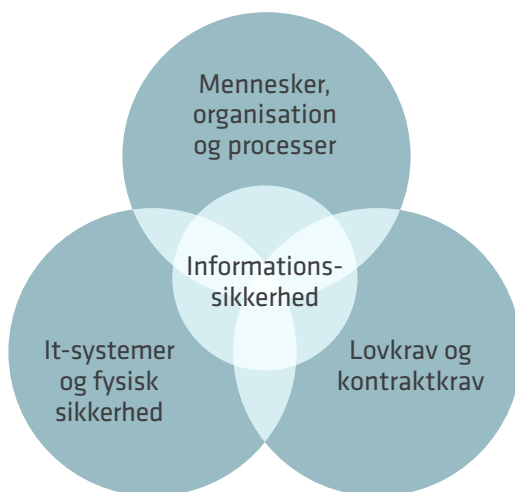 Mennesker,
organisation
og processer
Informations-
sikkerhed
It-systemer
og fysisk
sikkerhed
Lovkrav og
kontraktkrav